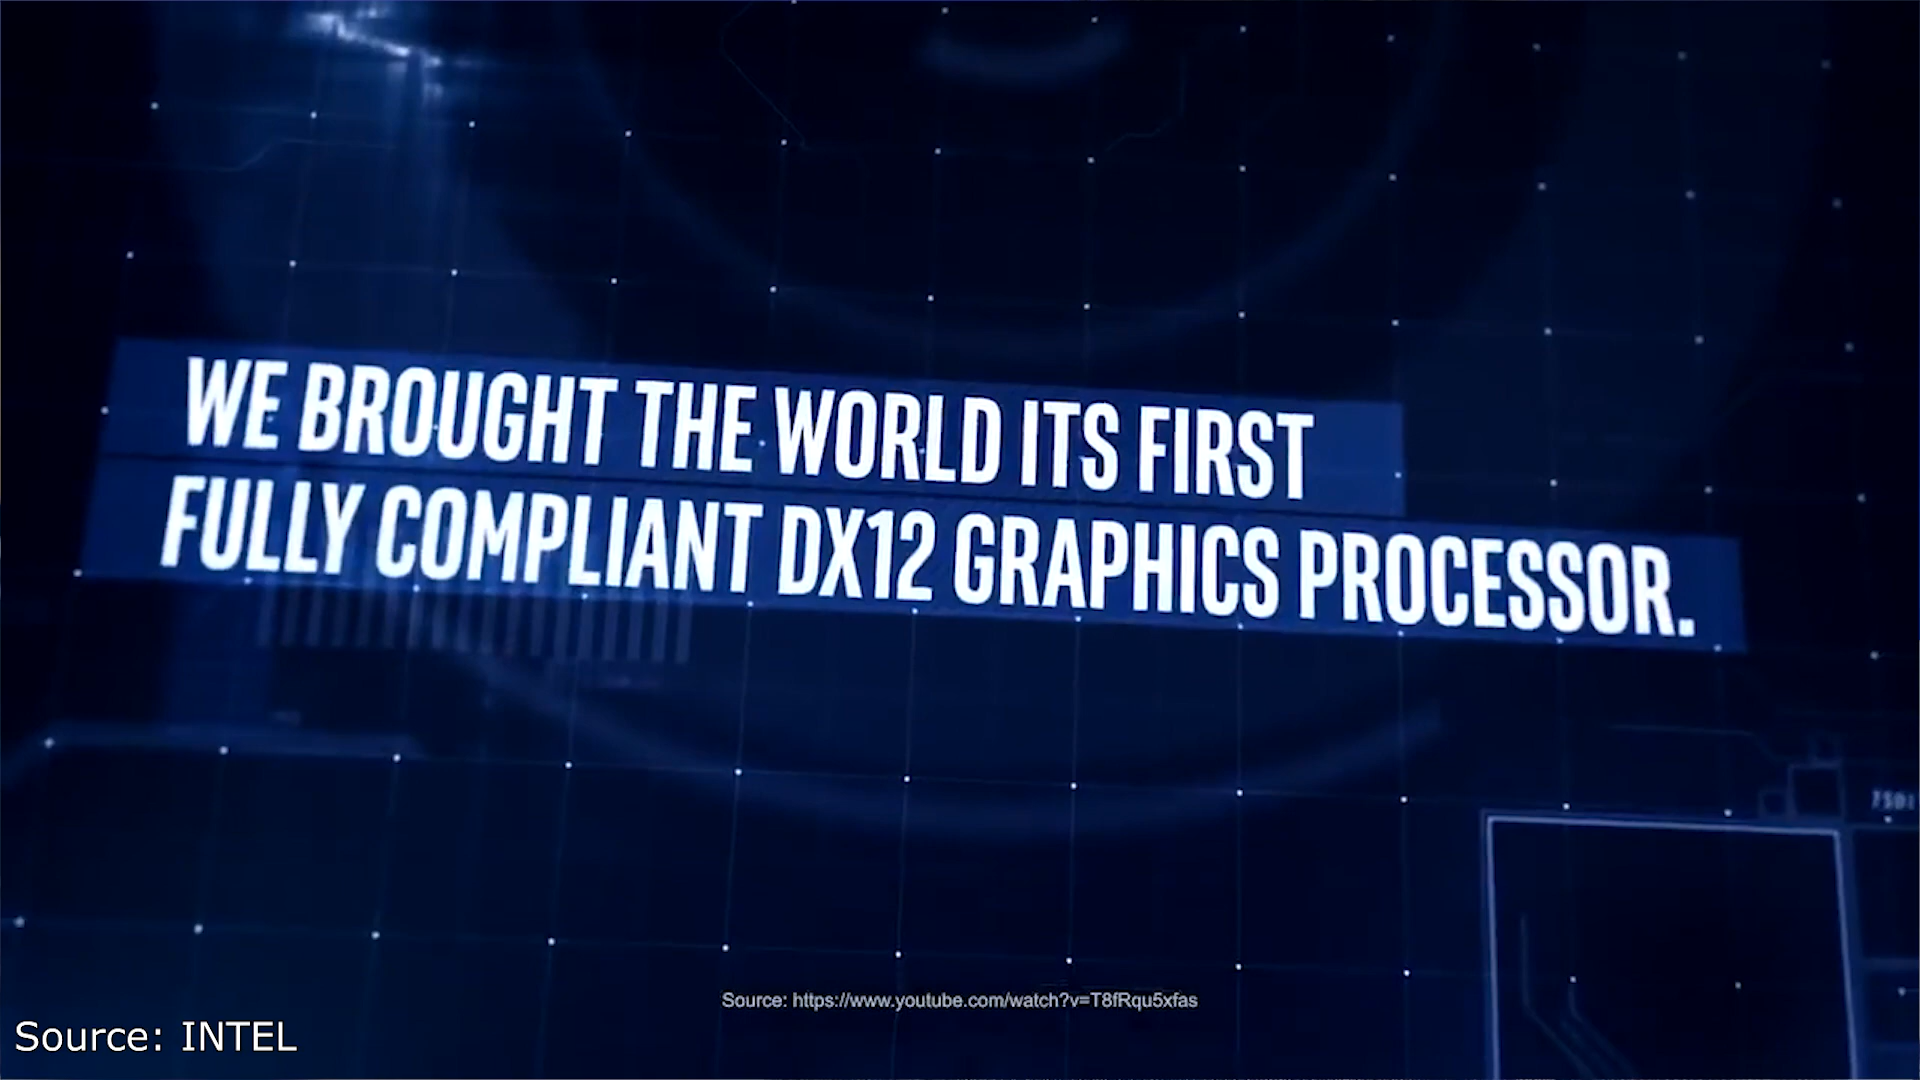 WE BROUGHT THE WORLD ITS FIRST
FULLY COMPLIANT DX12 GRAPHICS PROCESSOR.
Source: https://www.youtube.com/watch?v=T8fRqu5xfas
Source: INTEL